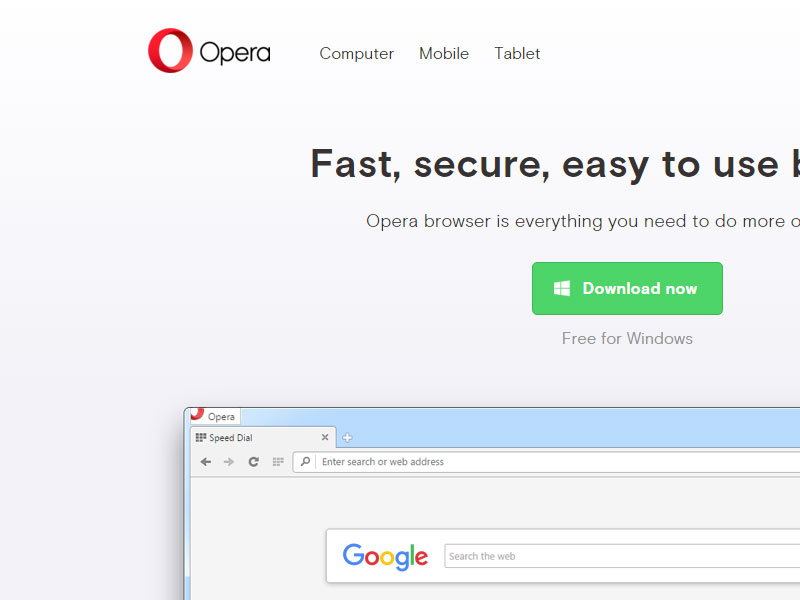 Opera
Computer Mobile Tablet
Fast, secure, easy to use
Opera browser is everything you need to do more
Download now
Free for Windows
Opera
Speed Dial
Enter search or web address
Google
Search the web